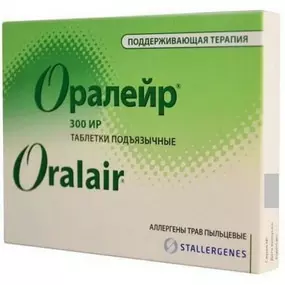 ПОДДЕРЖИВАЮЩАЯ ТЕРАПИЯ
Оралейр®
300 ИР
ТАБЛЕТКИ ПОДЪЯЗЫЧНЫЕ
Oralair®
АЛЛЕРГЕНЫ ТРАВ ПЫЛЬЦЕВЫЕ
STALLERGENES